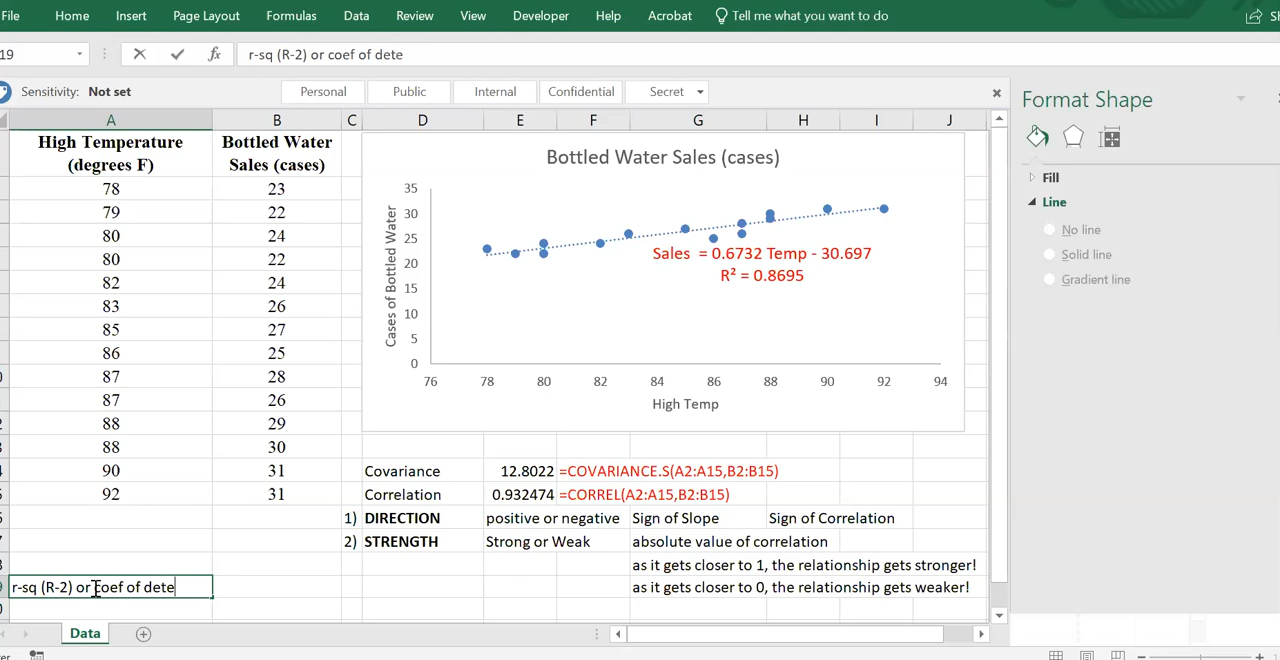 File Home Insert Page Layout Formulas Data Review View Developer Help Acrobat Tell me what you want to do
19 fx r-sq (R-2) or coef of dete
Sensitivity: Not set Personal Public Internal Confidential Secret
Format Shape
A B C D E F G H I J
High Temperature (degrees F) Bottled Water Sales (cases)
78 23
79 22
80 24
80 22
82 24
83 26
85 27
86 25
87 28
87 26
88 29
88 30
90 31
92 31
Bottled Water Sales (cases)
Cases of Bottled Water
35
30
25
20
15
10
5
0
Sales = 0.6732 Temp - 30.697
R² = 0.8695
76 78 80 82 84 86 88 90 92 94
High Temp
Covariance 12.8022 =COVARIANCE.S(A2:A15,B2:B15)
Correlation 0.932474 =CORREL(A2:A15,B2:B15)
1) DIRECTION positive or negative Sign of Slope Sign of Correlation
2) STRENGTH Strong or Weak absolute value of correlation
as it gets closer to 1, the relationship gets stronger!
r-sq (R-2) or coef of dete as it gets closer to 0, the relationship gets weaker!
Fill
Line
No line
Solid line
Gradient line
Data